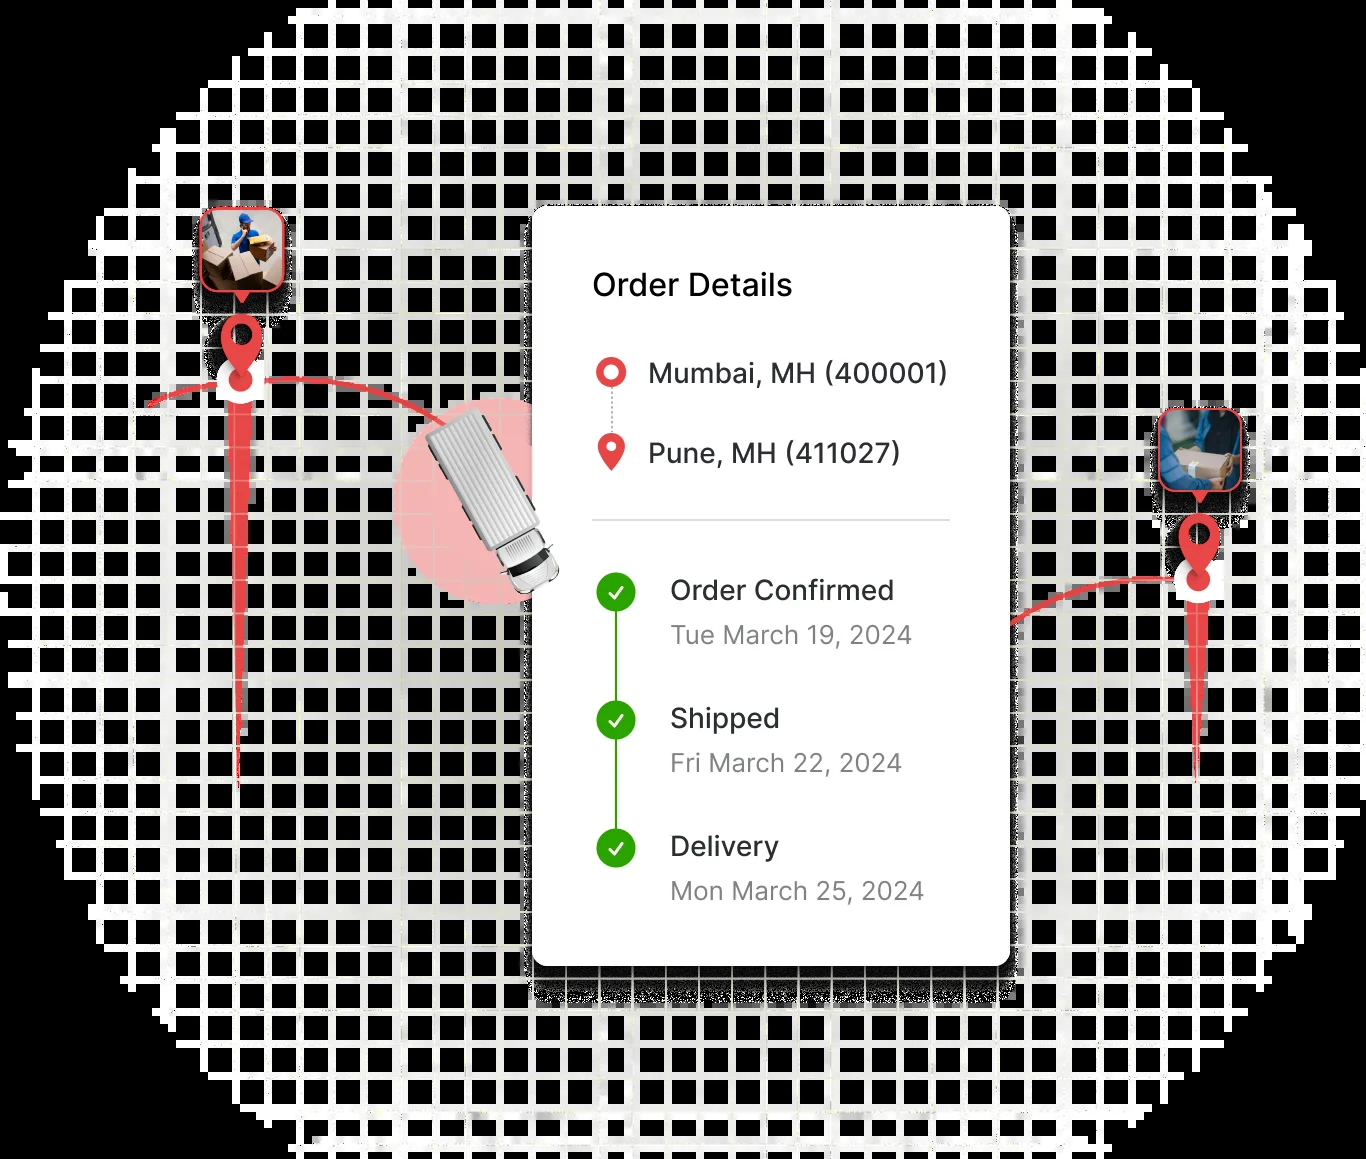 Order Details
Mumbai, MH (400001)
Pune, MH (411027)
Order Confirmed
Tue March 19, 2024
Shipped
Fri March 22, 2024
Delivery
Mon March 25, 2024